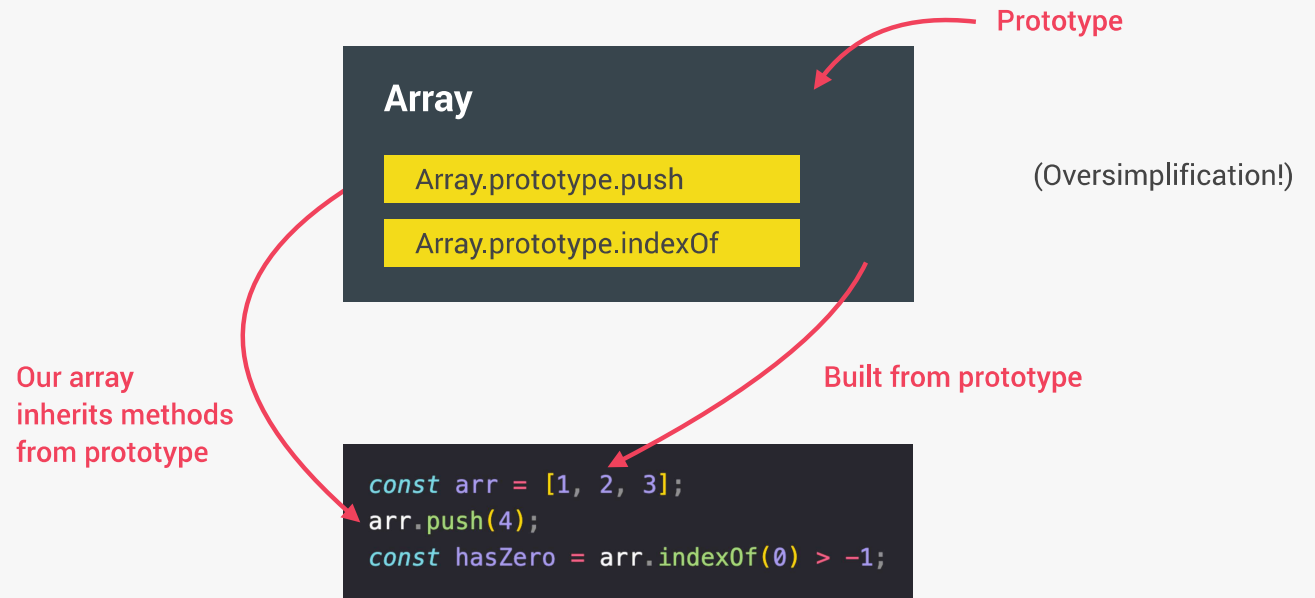 Prototype
Array
Array.prototype.push
(Oversimplification!)
Array.prototype.indexOf
Our array
inherits methods
from prototype
Built from prototype
const arr = [1, 2, 3];
arr.push(4);
const hasZero = arr.indexOf(0) > −1;